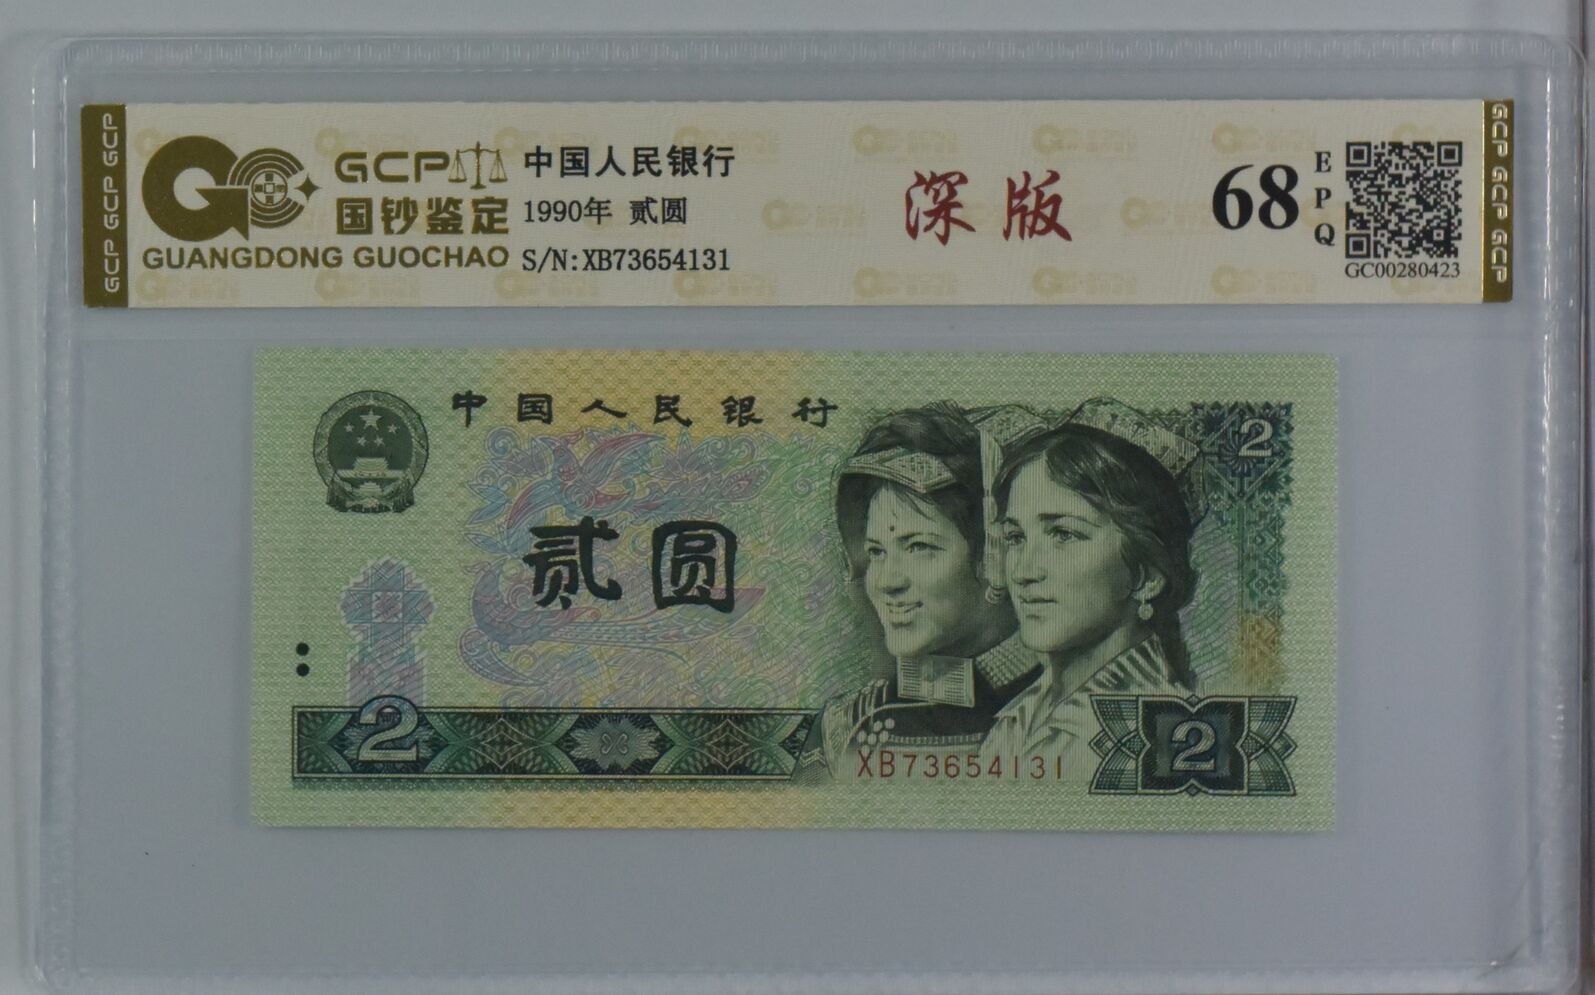 GCP GCP GCP
GCP
国钞鉴定
GUANGDONG GUOCHAO
中国人民银行
1990年 贰圆
S/N:XB73654131
深版
68
EPQ
GC00280423
GCP GCP GCP
中国人民银行
2
贰圆
2
XB73654131
2